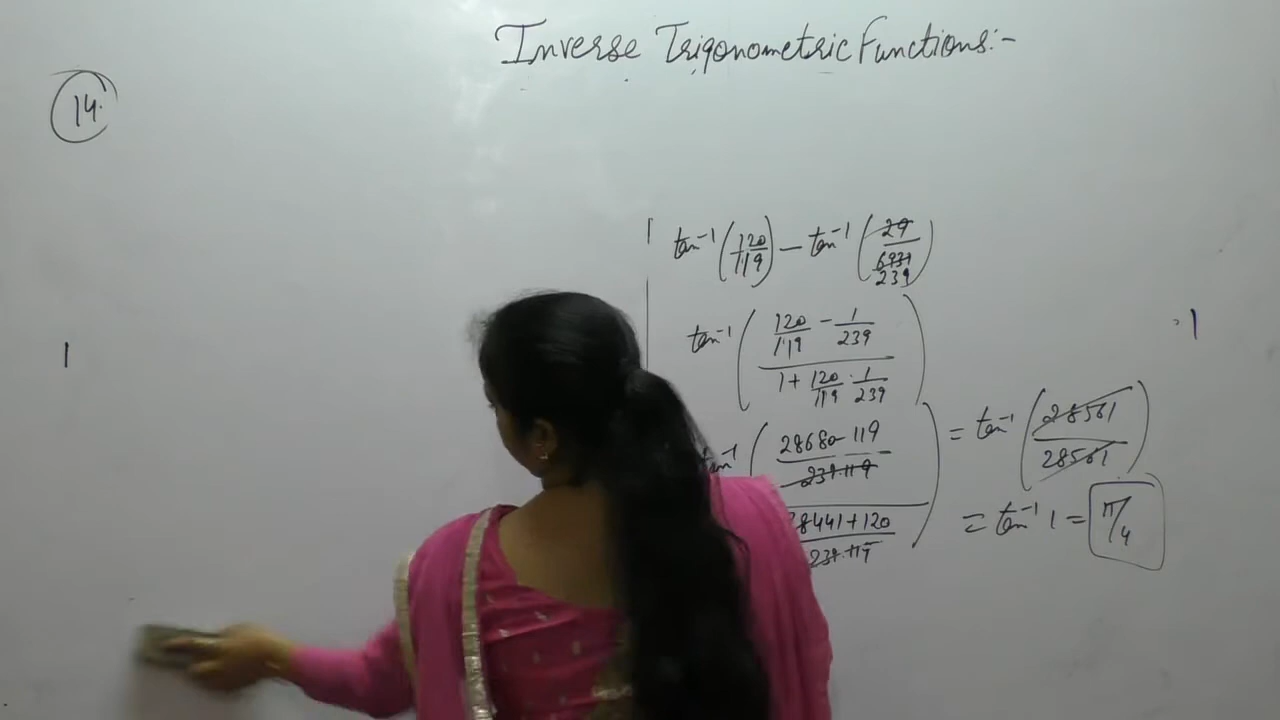 Inverse Trigonometric Functions:-
14.
tan⁻¹(120/119) - tan⁻¹(29/6931 239)
tan⁻¹((120/119 - 1/239)/(1 + 120/119 · 1/239))
tan⁻¹((28680 - 119)/(239·119) / (28441 + 120)/(239·119)) = tan⁻¹(28561/28561)
= tan⁻¹ 1 = π/4